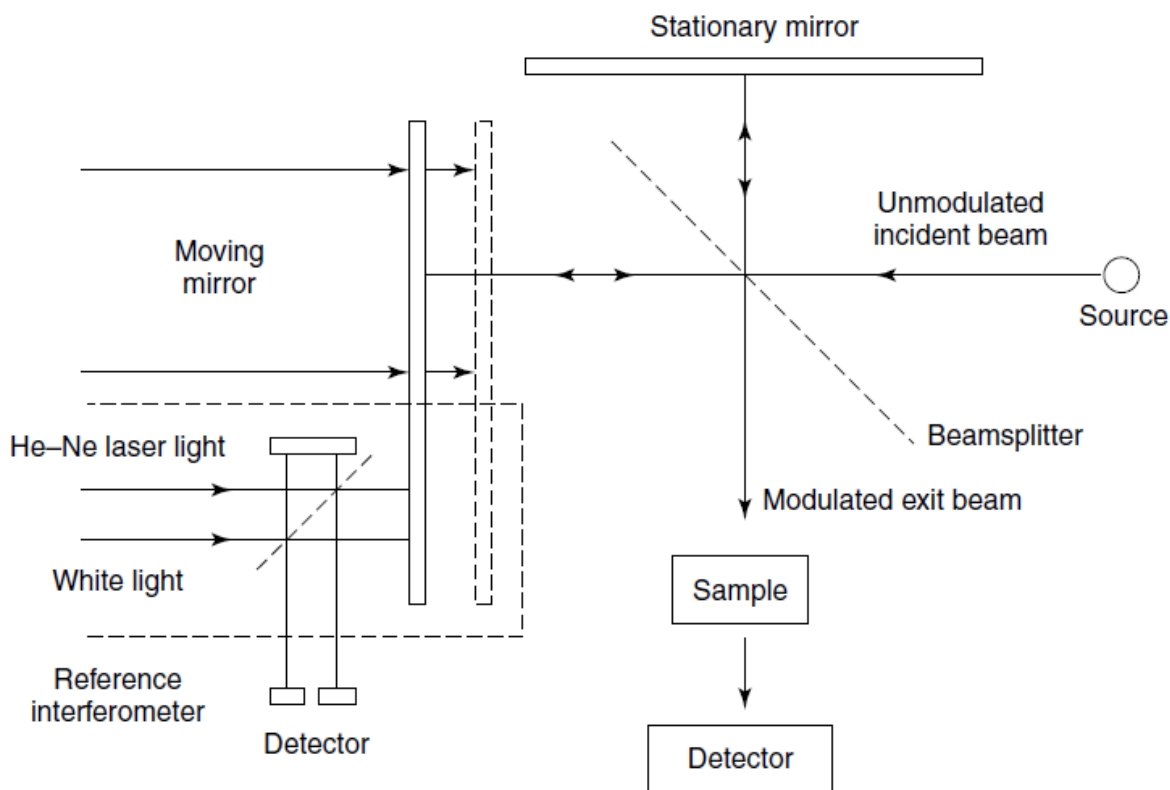 Stationary mirror
Unmodulated
incident beam
Moving
mirror
Source
Beamsplitter
He–Ne laser light
Modulated exit beam
White light
Sample
Reference
interferometer
Detector
Detector